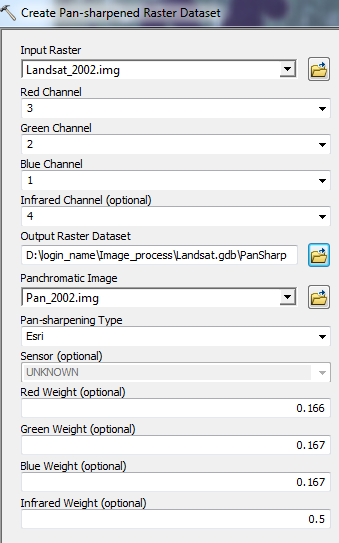 Create Pan-sharpened Raster Dataset
Input Raster
Landsat_2002.img
Red Channel
3
Green Channel
2
Blue Channel
1
Infrared Channel (optional)
4
Output Raster Dataset
D:\login_name\Image_process\Landsat.gdb\PanSharp
Panchromatic Image
Pan_2002.img
Pan-sharpening Type
Esri
Sensor (optional)
UNKNOWN
Red Weight (optional)
0.166
Green Weight (optional)
0.167
Blue Weight (optional)
0.167
Infrared Weight (optional)
0.5